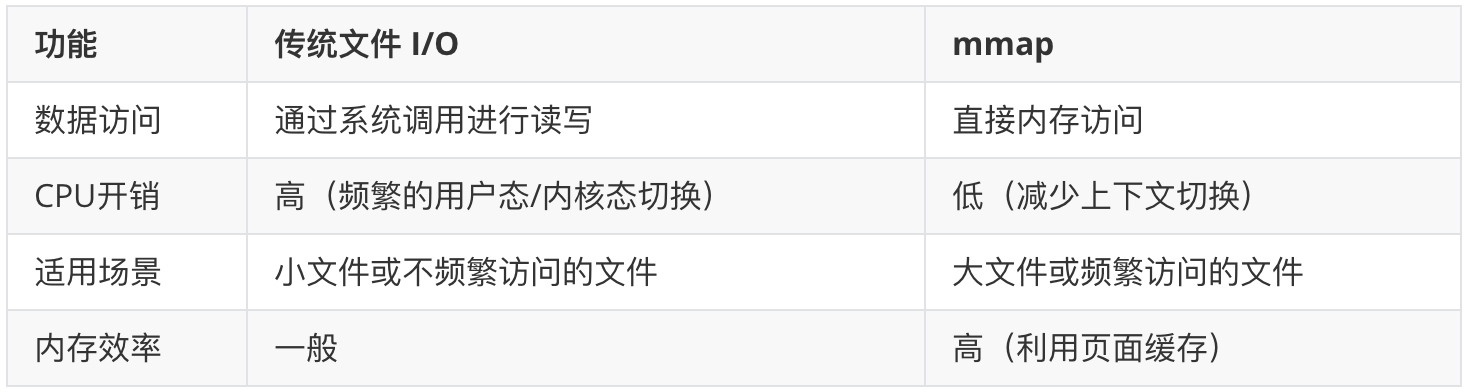 功能 传统文件 I/O mmap
数据访问 通过系统调用进行读写 直接内存访问
CPU开销 高（频繁的用户态/内核态切换） 低（减少上下文切换）
适用场景 小文件或不频繁访问的文件 大文件或频繁访问的文件
内存效率 一般 高（利用页面缓存）